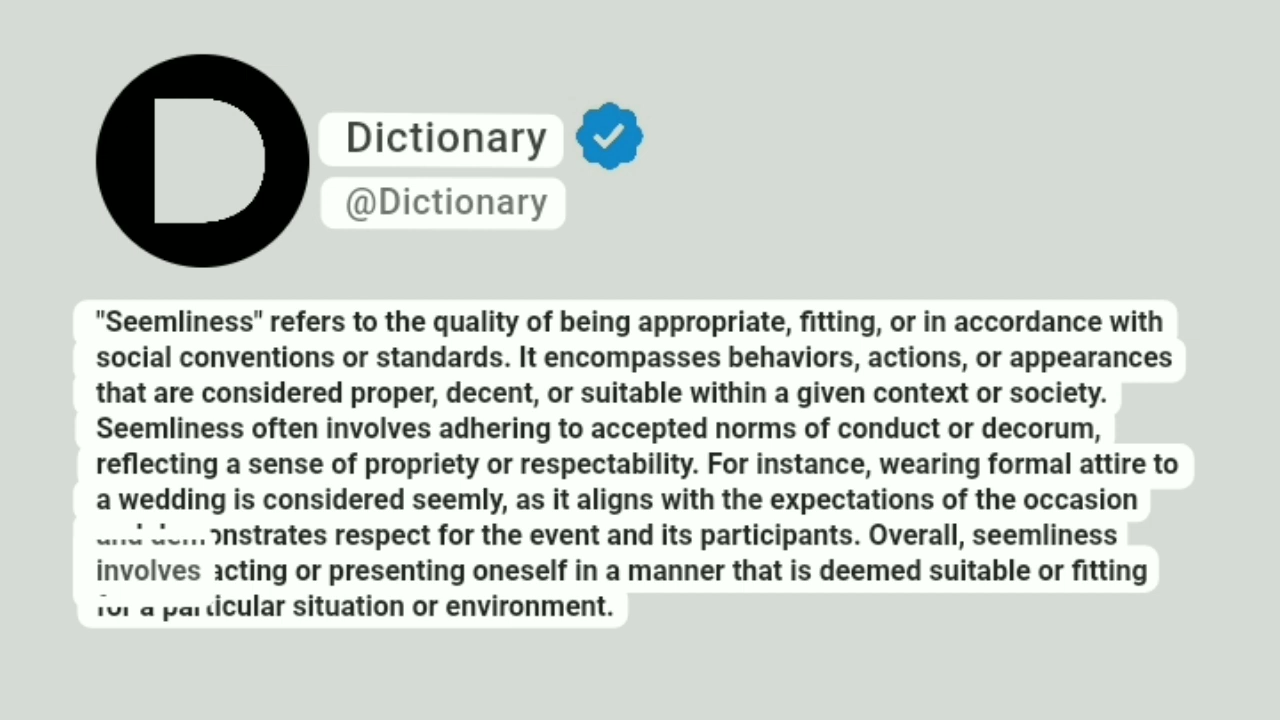 D
Dictionary
@Dictionary
"Seemliness" refers to the quality of being appropriate, fitting, or in accordance with
social conventions or standards. It encompasses behaviors, actions, or appearances
that are considered proper, decent, or suitable within a given context or society.
Seemliness often involves adhering to accepted norms of conduct or decorum,
reflecting a sense of propriety or respectability. For instance, wearing formal attire to
a wedding is considered seemly, as it aligns with the expectations of the occasion
and demonstrates respect for the event and its participants. Overall, seemliness
involves acting or presenting oneself in a manner that is deemed suitable or fitting
for a particular situation or environment.